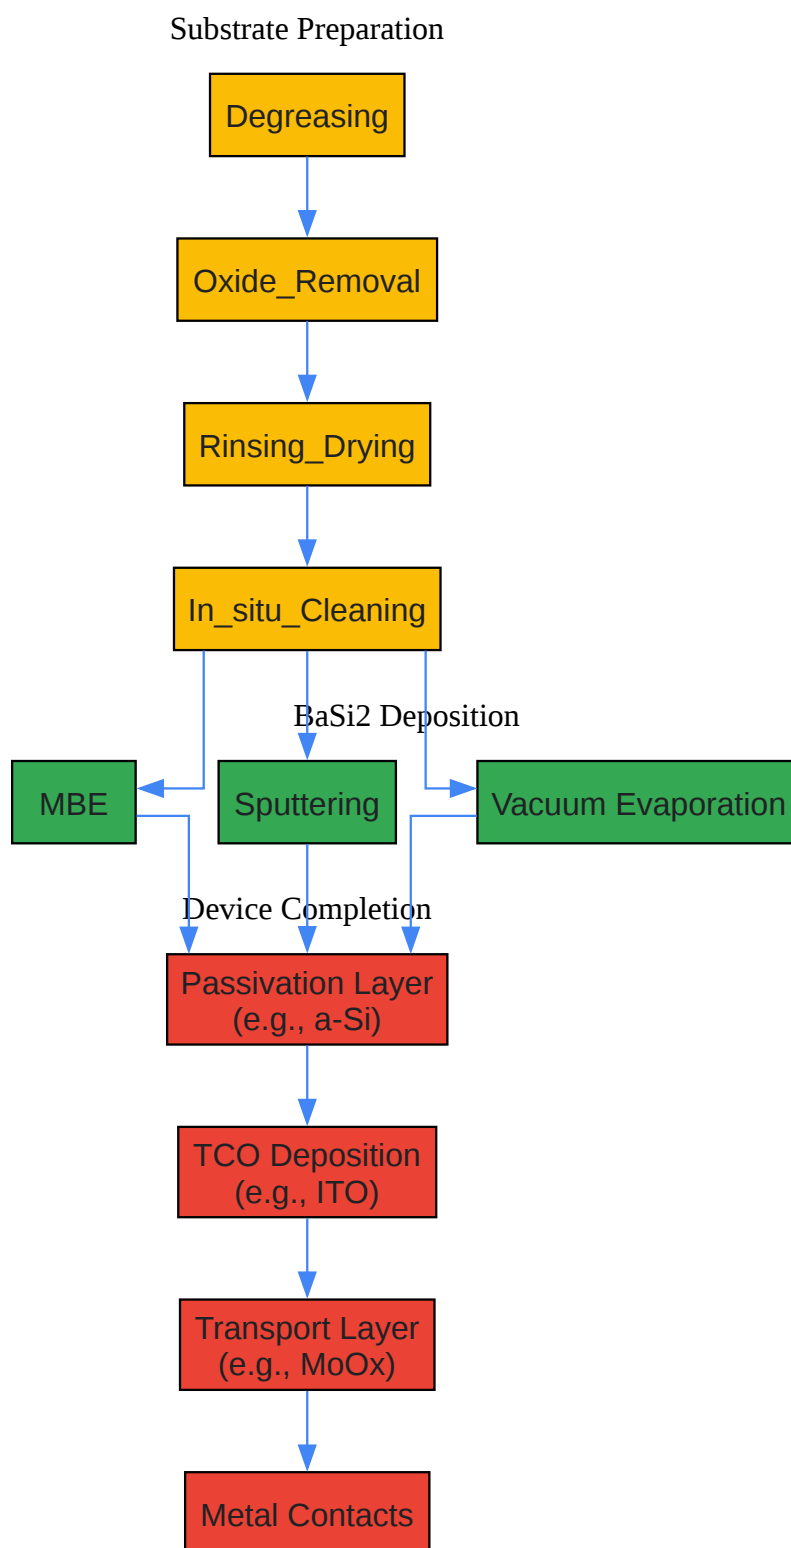 Substrate Preparation
Degreasing
Oxide_Removal
Rinsing_Drying
In_situ_Cleaning
BaSi2 Deposition
MBE
Sputtering
Vacuum Evaporation
Device Completion
Passivation Layer
(e.g., a-Si)
TCO Deposition
(e.g., ITO)
Transport Layer
(e.g., MoOx)
Metal Contacts